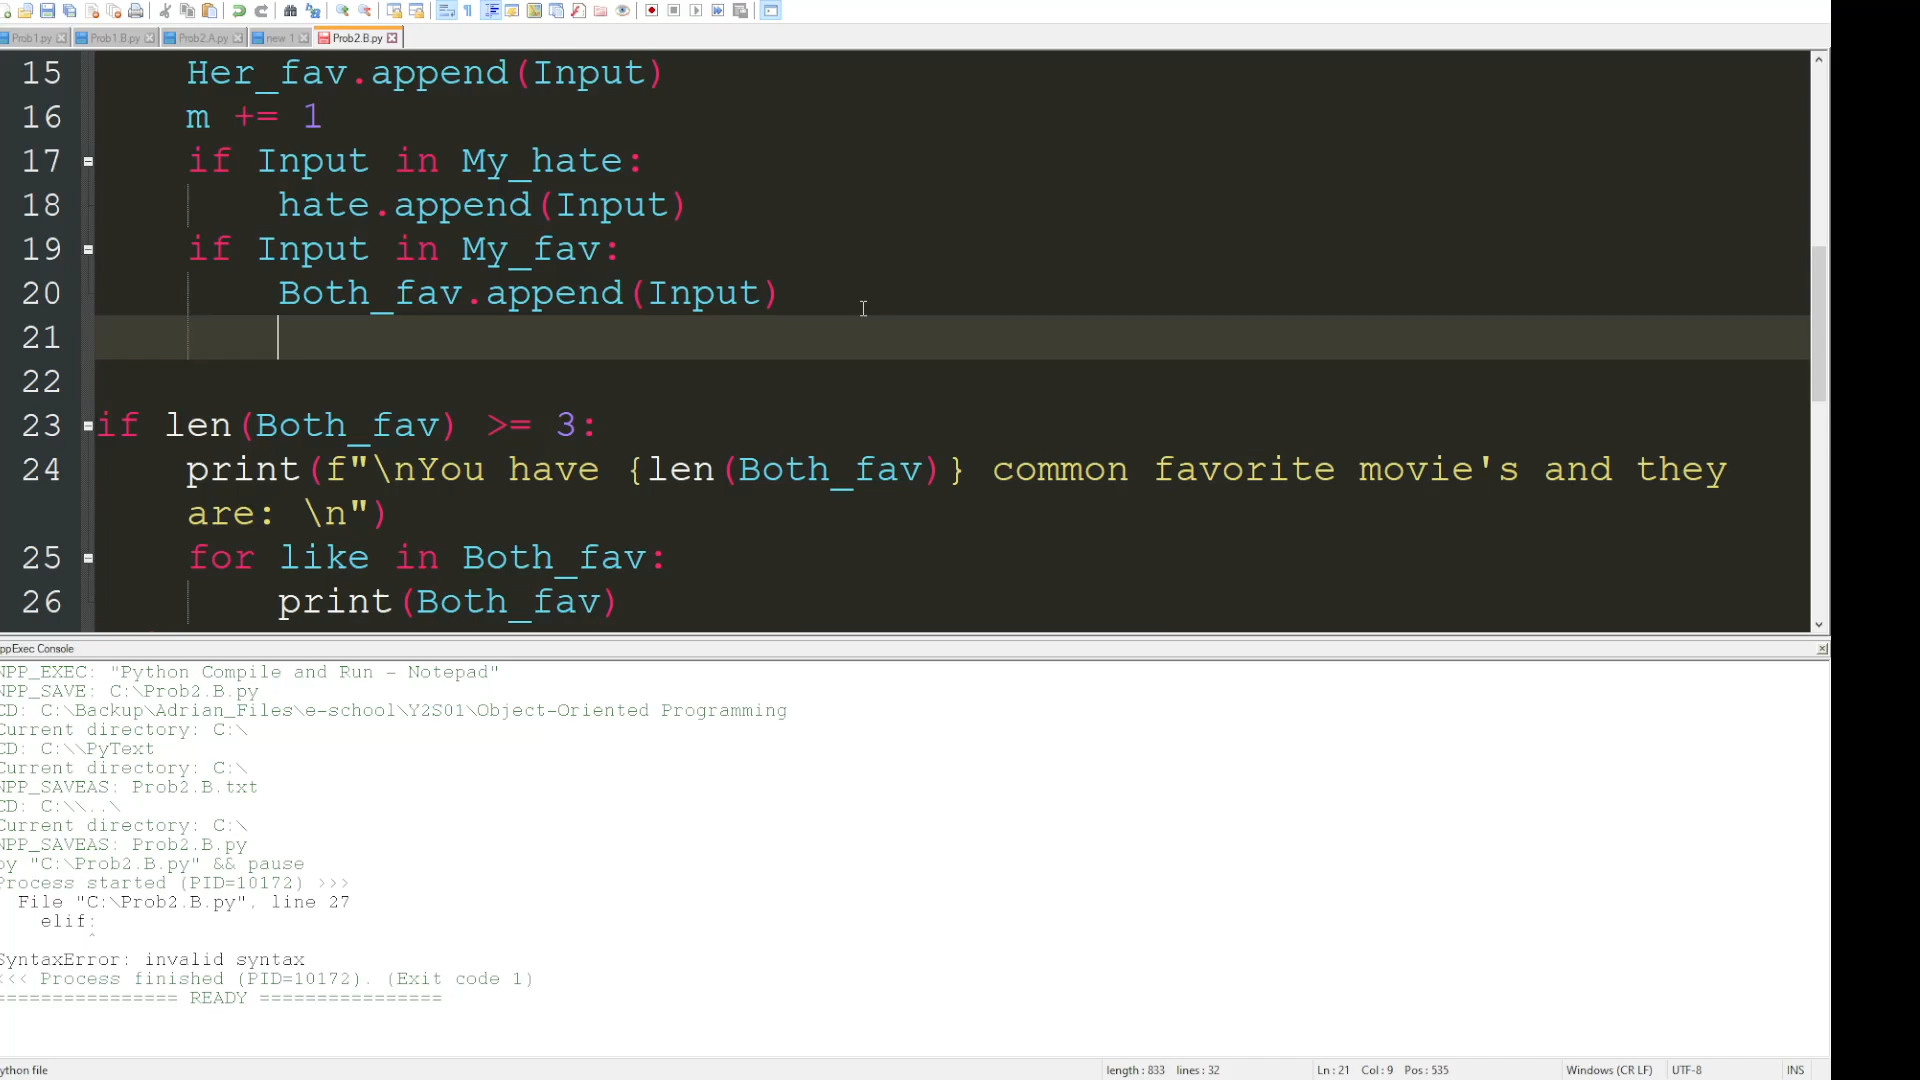 Prob1.py Prob1.B.py Prob2.A.py new 1 Prob2.B.py
15 Her_fav.append(Input)
16 m += 1
17 if Input in My_hate:
18 hate.append(Input)
19 if Input in My_fav:
20 Both_fav.append(Input)
21
22
23 if len(Both_fav) >= 3:
24 print(f"\nYou have {len(Both_fav)} common favorite movie's and they
are: \n")
25 for like in Both_fav:
26 print(Both_fav)
ppExec Console
NPP_EXEC: "Python Compile and Run - Notepad"
NPP_SAVE: C:\Prob2.B.py
CD: C:\Backup\Adrian_Files\e-school\Y2S01\Object-Oriented Programming
Current directory: C:\
CD: C:\\PyText
Current directory: C:\
NPP_SAVEAS: Prob2.B.txt
CD: C:\\..\
Current directory: C:\
NPP_SAVEAS: Prob2.B.py
py "C:\Prob2.B.py" && pause
Process started (PID=10172) >>>
File "C:\Prob2.B.py", line 27
elif:
^
SyntaxError: invalid syntax
<<< Process finished (PID=10172). (Exit code 1)
================ READY ================
ython file length : 833 lines : 32 Ln : 21 Col : 9 Pos : 535 Windows (CR LF) UTF-8 INS